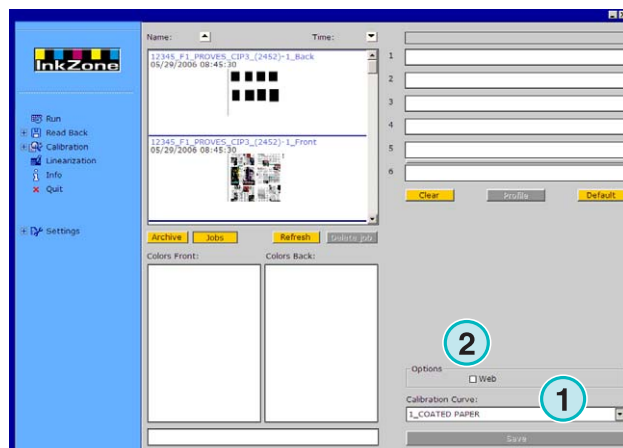 InkZone
Run
Read Back
Calibration
Linearization
Info
Quit
Settings
Name: Time:
12345_F1_PROVES_CIP3_(2452)-1_Back
05/29/2006 08:45:30
12345_F1_PROVES_CIP3_(2452)-1_Front
05/29/2006 08:45:30
Archive Jobs Refresh Delete job
Colors Front: Colors Back:
1
2
3
4
5
6
Clear Profile Default
2
Options
Web
Calibration Curve:
1
1_COATED PAPER
Save